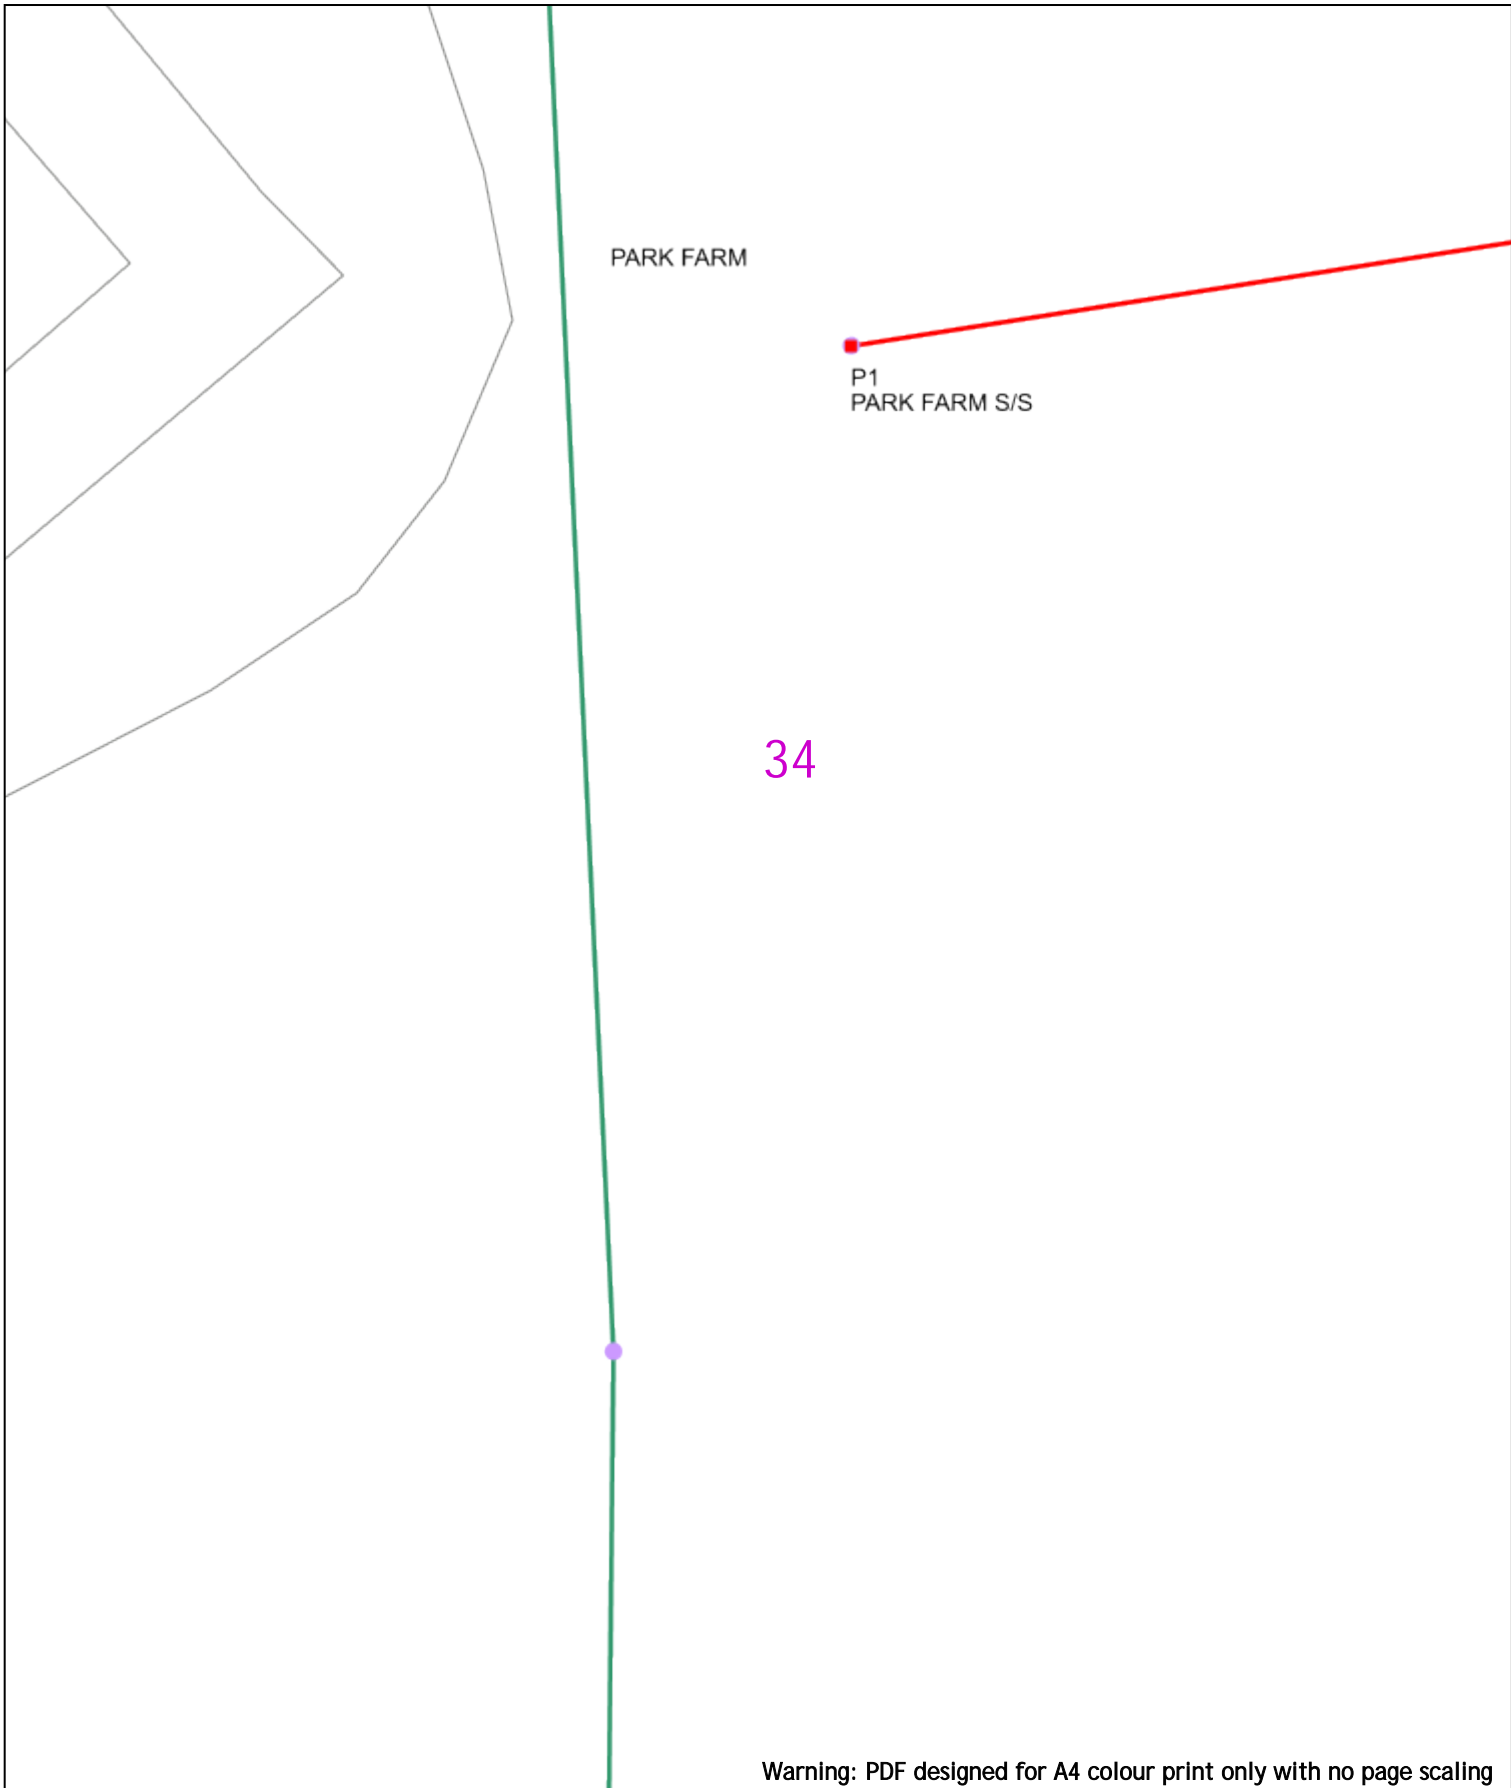 PARK FARM
P1
PARK FARM S/S
34
Warning: PDF designed for A4 colour print only with no page scaling